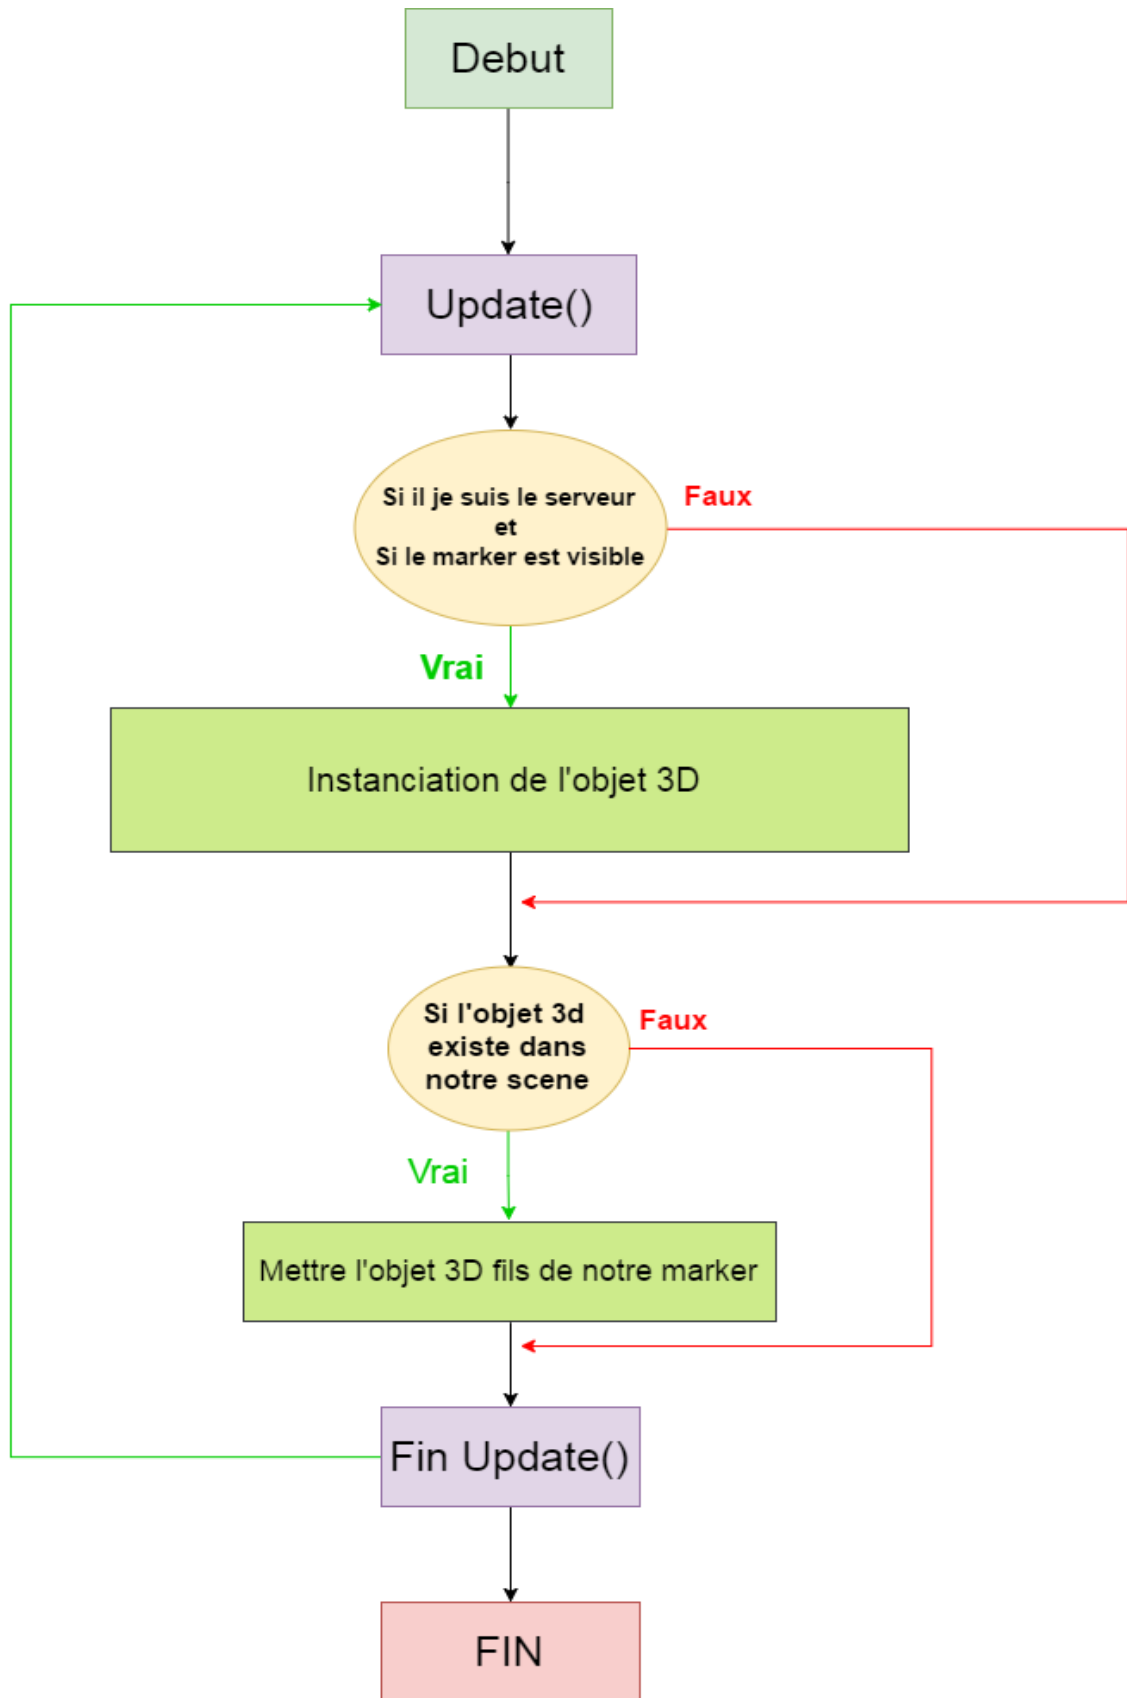 Debut
Update()
Si il je suis le serveur
et
Si le marker est visible
Faux
Vrai
Instanciation de l'objet 3D
Si l'objet 3d
existe dans
notre scene
Faux
Vrai
Mettre l'objet 3D fils de notre marker
Fin Update()
FIN